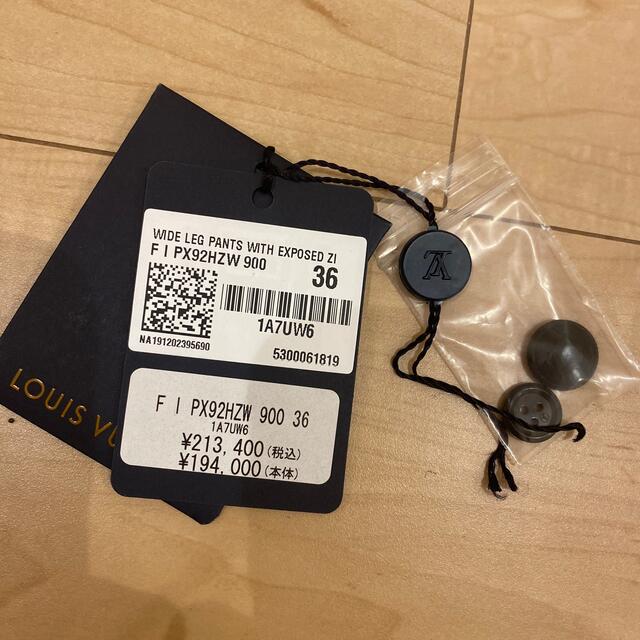 WIDE LEG PANTS WITH EXPOSED ZI
F I PX92HZW 900
36
1A7UW6
NA191202395690
5300061819
F I PX92HZW 900 36
1A7UW6
¥213,400(税込)
¥194,000(本体)
LOUIS VU
LV